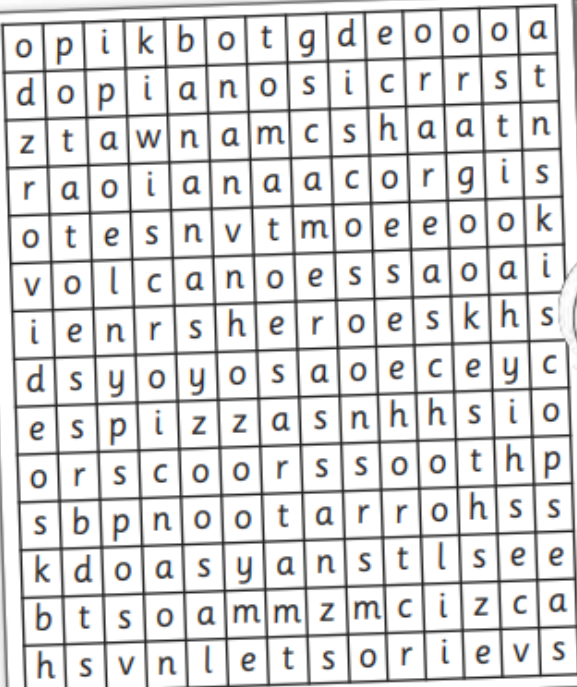 o p i k b o t g d e o o o a
d o p i a n o s i c r r s t
z t a w n a m c s h a a t n
r a o i a n a a c o r g i s
o t e s n v t m o e e o o k
v o l c a n o e s s a o a i
i e n r s h e r o e s k h s
d s y o y o s a o e c e y c
e s p i z z a s n h h s i o
o r s c o o r s s o o t h p
s b p n o o t a r r o h s s
k d o a s y a n s t l s e e
b t s o a m m z m c i z c a
h s v n l e t s o r i e v s